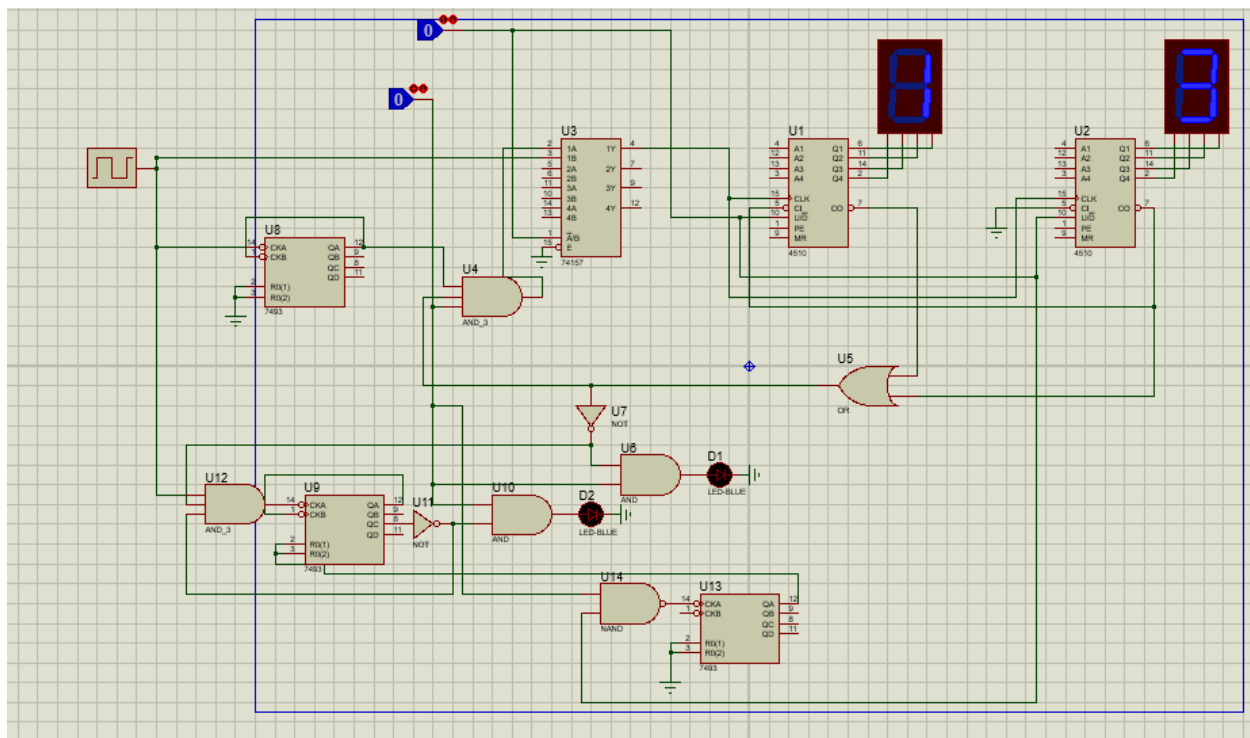 0
0
1
3
U3
2 1A 1Y 4
3 1B
5 2A 2Y 7
6 2B
11 3A 3Y 9
10 3B
14 4A 4Y 12
13 4B
1 A/B
15 E
74157
U1
4 A1 Q1 6
12 A2 Q2 11
13 A3 Q3 14
3 A4 Q4 2
15 CLK
5 CI CO 7
10 U/D
1 PE
9 MR
4510
U2
4 A1 Q1 6
12 A2 Q2 11
13 A3 Q3 14
3 A4 Q4 2
15 CLK
5 CI CO 7
10 U/D
1 PE
9 MR
4510
U8
14 CKA QA 12
1 CKB QB 9
QC 8
QD 11
2 R0(1)
3 R0(2)
7493
U4
AND_3
U5
OR
U7
NOT
U6
AND
D1
LED-BLUE
U12
AND_3
U9
14 CKA QA 12
1 CKB QB 9
QC 8
QD 11
2 R0(1)
3 R0(2)
7493
U11
NOT
U10
AND
D2
LED-BLUE
U14
NAND
U13
14 CKA QA 12
1 CKB QB 9
QC 8
QD 11
2 R0(1)
3 R0(2)
7493